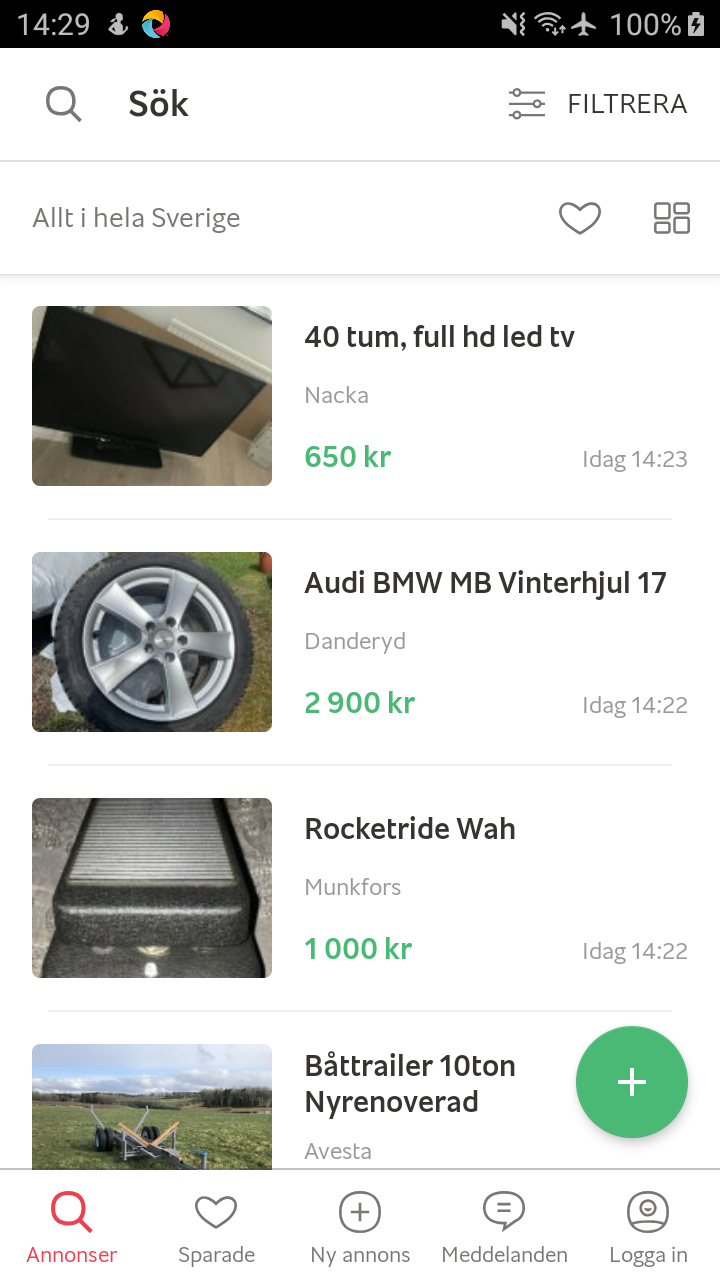 14:29
100%
Sök
FILTRERA
Allt i hela Sverige
40 tum, full hd led tv
Nacka
650 kr
Idag 14:23
Audi BMW MB Vinterhjul 17
Danderyd
2 900 kr
Idag 14:22
Rocketride Wah
Munkfors
1 000 kr
Idag 14:22
Båttrailer 10ton
Nyrenoverad
Avesta
Annonser
Sparade
Ny annons
Meddelanden
Logga in